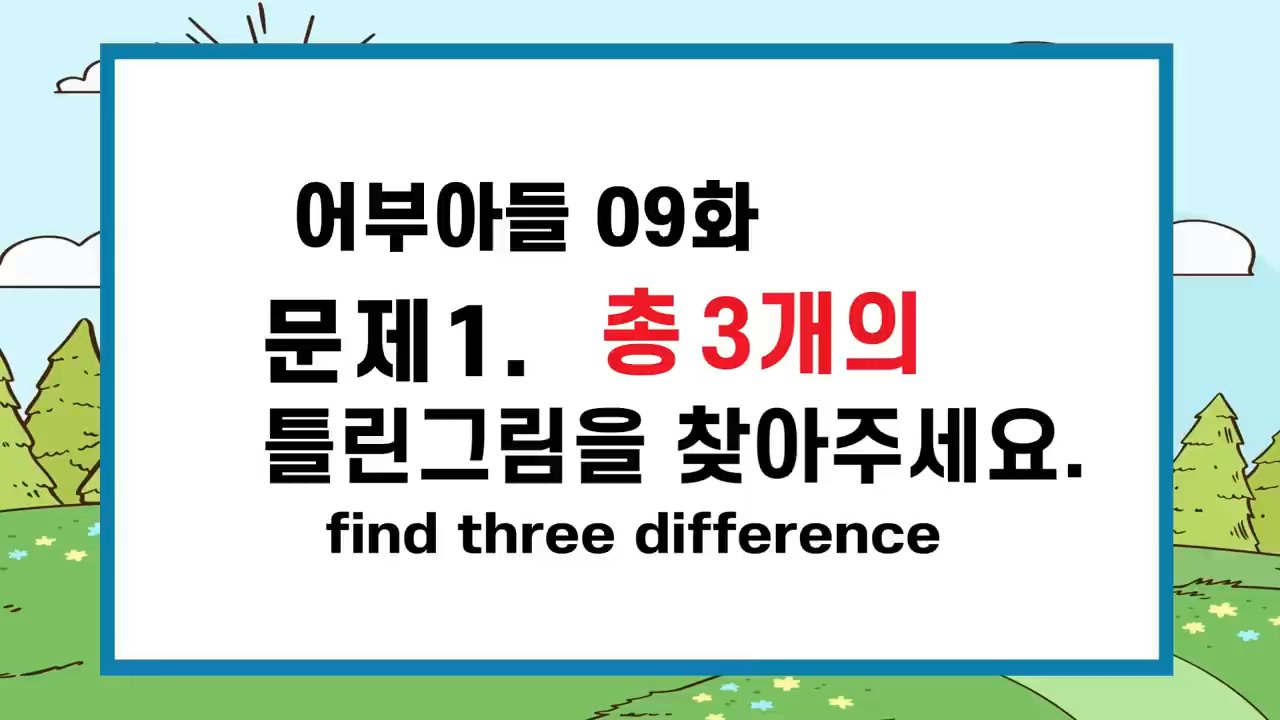 어부아들 09화
문제1. 총 3개의
틀린그림을 찾아주세요.
find three difference